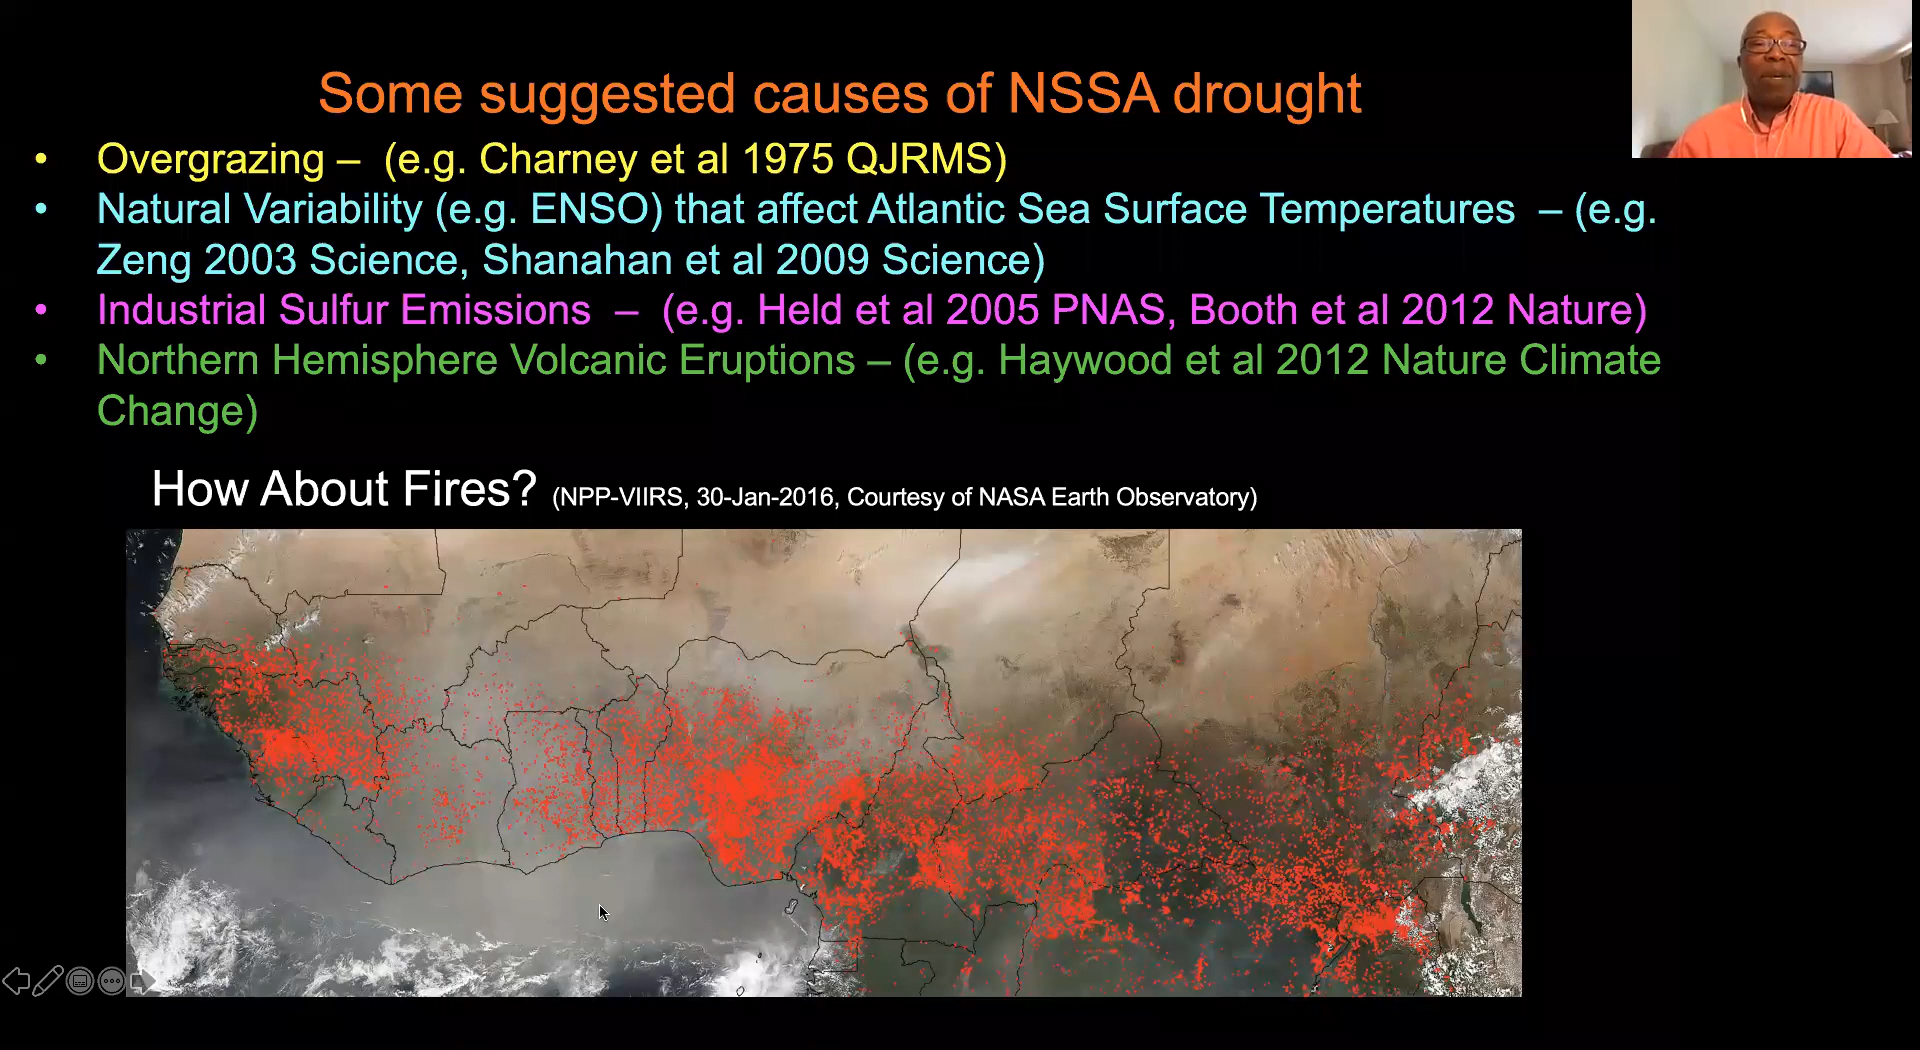 Some suggested causes of NSSA drought
• Overgrazing – (e.g. Charney et al 1975 QJRMS)
• Natural Variability (e.g. ENSO) that affect Atlantic Sea Surface Temperatures – (e.g.
Zeng 2003 Science, Shanahan et al 2009 Science)
• Industrial Sulfur Emissions – (e.g. Held et al 2005 PNAS, Booth et al 2012 Nature)
• Northern Hemisphere Volcanic Eruptions – (e.g. Haywood et al 2012 Nature Climate
Change)
How About Fires? (NPP-VIIRS, 30-Jan-2016, Courtesy of NASA Earth Observatory)